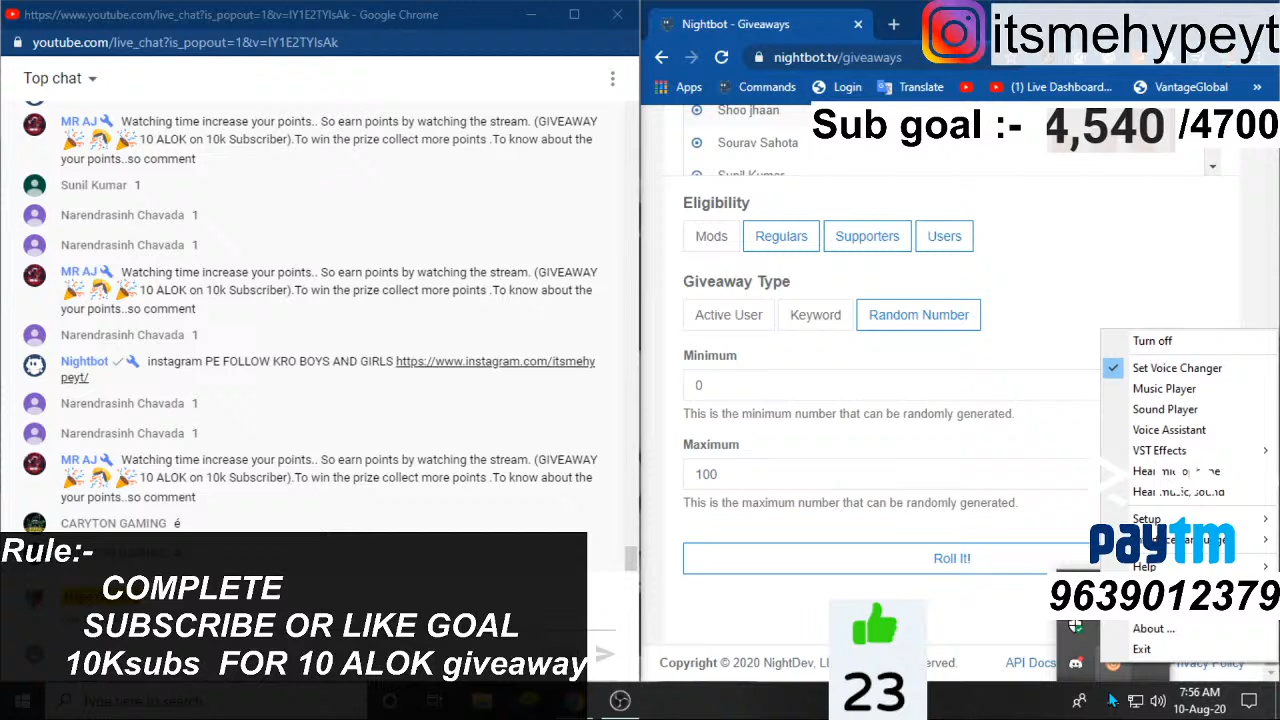 https://www.youtube.com/live_chat?is_popout=1&v=IY1E2TYIsAk - Google Chrome
youtube.com/live_chat?is_popout=1&v=IY1E2TYIsAk
Top chat
MR AJ Watching time increase your points.. So earn points by watching the stream. (GIVEAWAY
10 ALOK on 10k Subscriber).To win the prize collect more points .To know about the
your points..so comment
Sunil Kumar 1
Narendrasinh Chavada 1
Narendrasinh Chavada 1
MR AJ Watching time increase your points.. So earn points by watching the stream. (GIVEAWAY
10 ALOK on 10k Subscriber).To win the prize collect more points .To know about the
your points..so comment
Narendrasinh Chavada 1
Nightbot instagram PE FOLLOW KRO BOYS AND GIRLS https://www.instagram.com/itsmehy
peyt/
Narendrasinh Chavada 1
Narendrasinh Chavada 1
MR AJ Watching time increase your points.. So earn points by watching the stream. (GIVEAWAY
10 ALOK on 10k Subscriber).To win the prize collect more points .To know about the
your points..so comment
CARYTON GAMING é
Rule:-
COMPLETE
SUBSCRIBE OR LIKE GOAL
10Ksubs FOR 10 ALOK giveaway
Type here to search
Nightbot - Giveaways
itsmehypeyt
nightbot.tv/giveaways
Apps Commands Login Translate (1) Live Dashboard... VantageGlobal »
Sub goal :- 4,540 /4700
Shoo jhaan
Sourav Sahota
Sunil Kumar
Eligibility
Mods Regulars Supporters Users
Giveaway Type
Active User Keyword Random Number
Minimum
0
This is the minimum number that can be randomly generated.
Maximum
100
This is the maximum number that can be randomly generated.
Roll It!
Turn off
Set Voice Changer
Music Player
Sound Player
Voice Assistant
VST Effects
Hear
Hear music, sound
Setup
paytm
Help
9639012379
About ...
Exit
23
Copyright © 2020 NightDev, served.
API Docs
Privacy Policy
7:56 AM
10-Aug-20